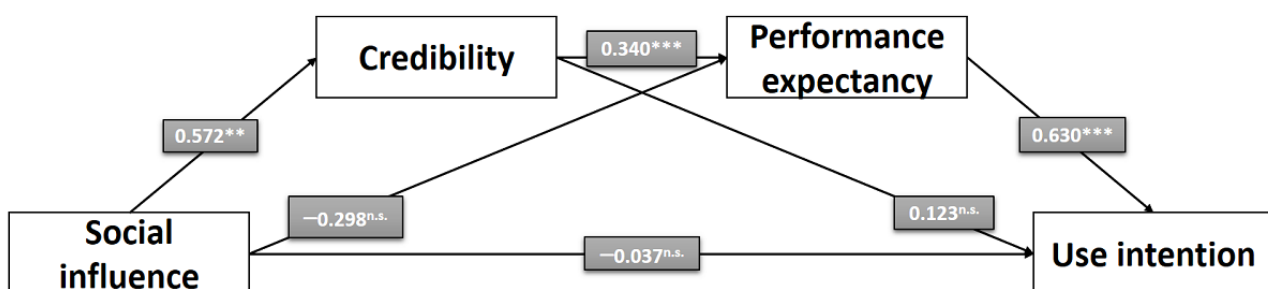 Credibility
0.340***
Performance
expectancy
0.572**
0.630***
−0.298n.s.
0.123n.s.
Social
influence
−0.037n.s.
Use intention